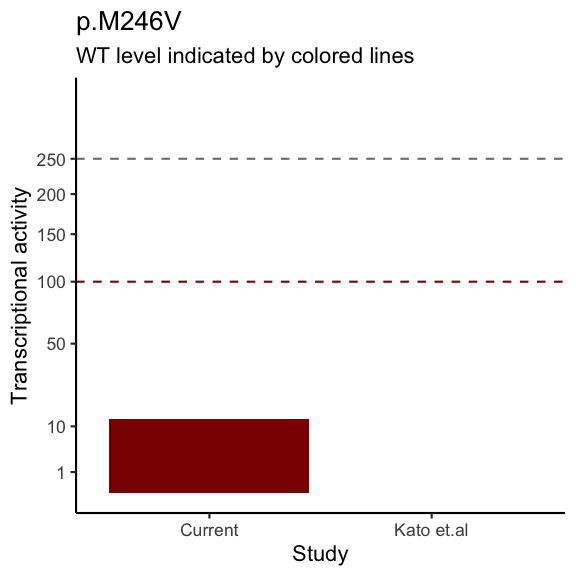 p.M246V
WT level indicated by colored lines
Transcriptional activity
250
200
150
100
50
10
1
Current
Kato et.al
Study